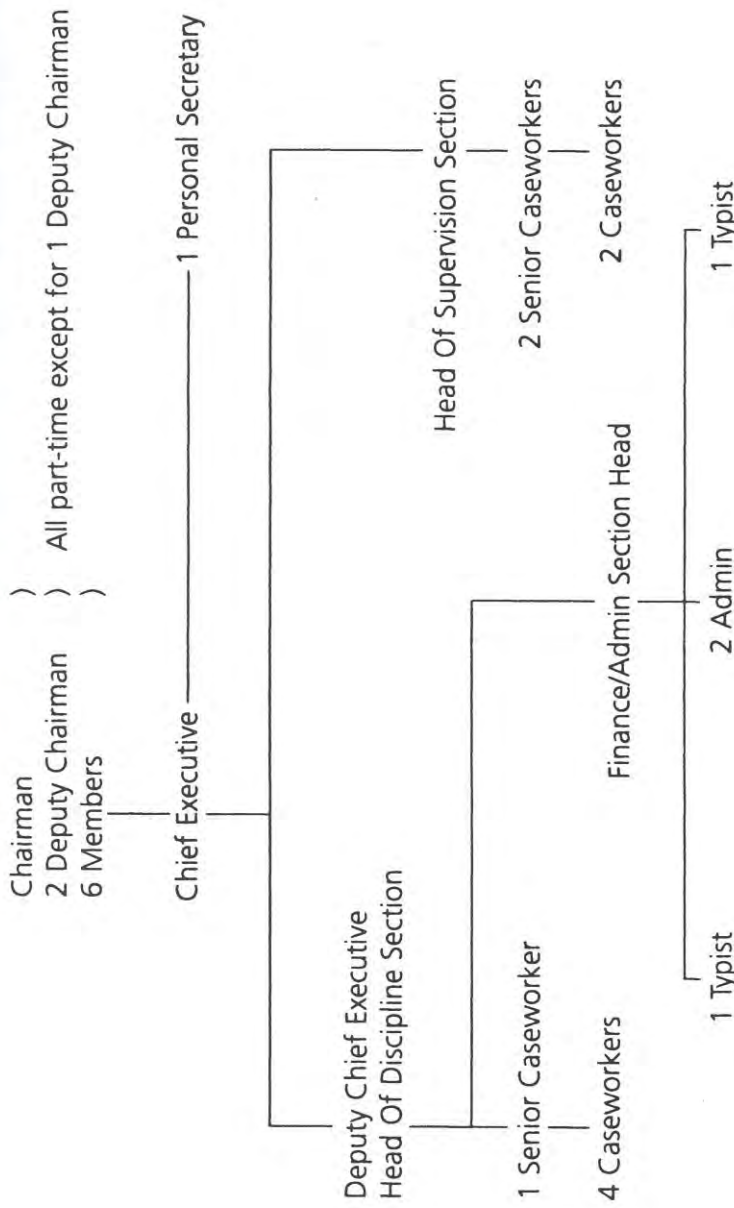 Chairman )
2 Deputy Chairman ) All part-time except for 1 Deputy Chairman
6 Members )
Chief Executive 1 Personal Secretary
Deputy Chief Executive
Head Of Discipline Section
Head Of Supervision Section
1 Senior Caseworker
2 Senior Caseworkers
4 Caseworkers
Finance/Admin Section Head
2 Caseworkers
1 Typist
2 Admin
1 Typist